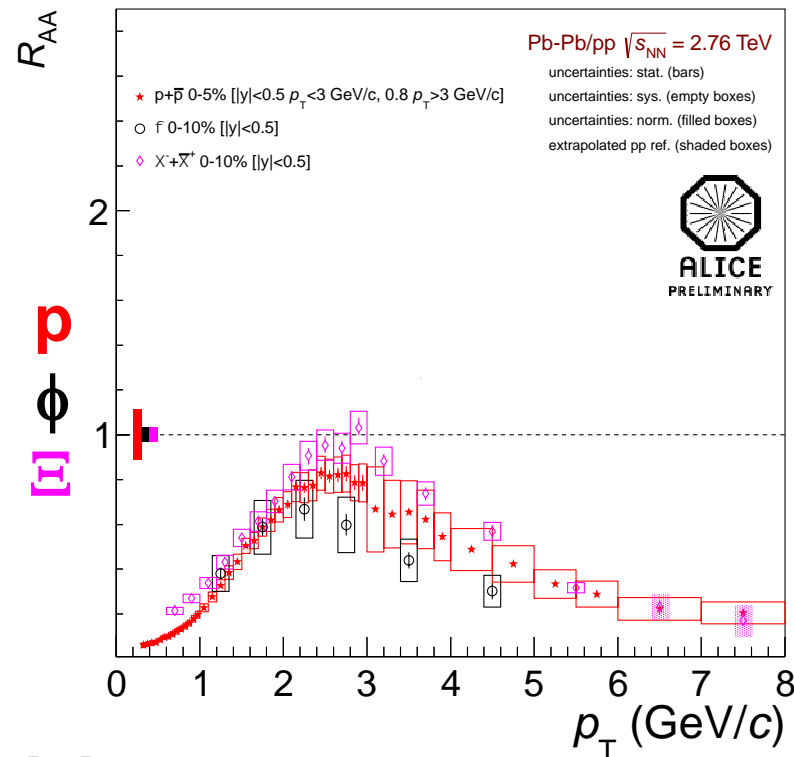 R_AA
Pb-Pb/pp √s_NN = 2.76 TeV
uncertainties: stat. (bars)
uncertainties: sys. (empty boxes)
uncertainties: norm. (filled boxes)
extrapolated pp ref. (shaded boxes)
p+p̅ 0-5% [|y|<0.5 p_T<3 GeV/c, 0.8 p_T>3 GeV/c]
f 0-10% [|y|<0.5]
X⁻+X̅⁺ 0-10% [|y|<0.5]
ALICE
PRELIMINARY
2
p
ϕ
1
Ξ
0 1 2 3 4 5 6 7 8
p_T (GeV/c)